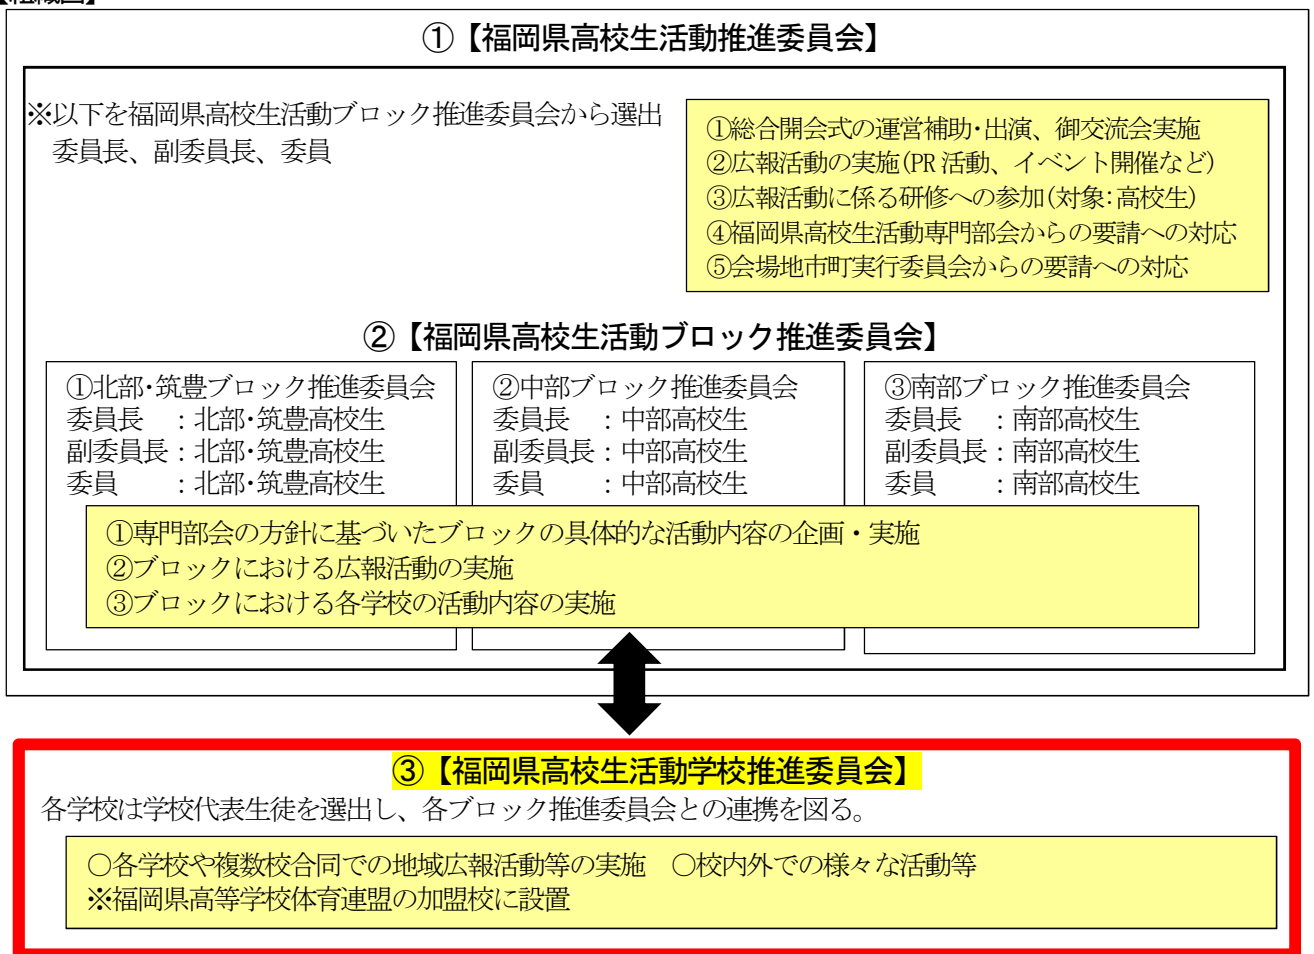 【組織図】
①【福岡県高校生活動推進委員会】
※以下を福岡県高校生活動ブロック推進委員会から選出
委員長、副委員長、委員
①総合開会式の運営補助･出演、御交流会実施
②広報活動の実施(PR活動、イベント開催など)
③広報活動に係る研修への参加(対象:高校生)
④福岡県高校生活動専門部会からの要請への対応
⑤会場地市町実行委員会からの要請への対応
②【福岡県高校生活動ブロック推進委員会】
①北部･筑豊ブロック推進委員会
委員長　：北部･筑豊高校生
副委員長：北部･筑豊高校生
委員　　：北部･筑豊高校生
②中部ブロック推進委員会
委員長　：中部高校生
副委員長：中部高校生
委員　　：中部高校生
③南部ブロック推進委員会
委員長　：南部高校生
副委員長：南部高校生
委員　　：南部高校生
①専門部会の方針に基づいたブロックの具体的な活動内容の企画・実施
②ブロックにおける広報活動の実施
③ブロックにおける各学校の活動内容の実施
③【福岡県高校生活動学校推進委員会】
各学校は学校代表生徒を選出し、各ブロック推進委員会との連携を図る。
○各学校や複数校合同での地域広報活動等の実施　○校内外での様々な活動等
※福岡県高等学校体育連盟の加盟校に設置